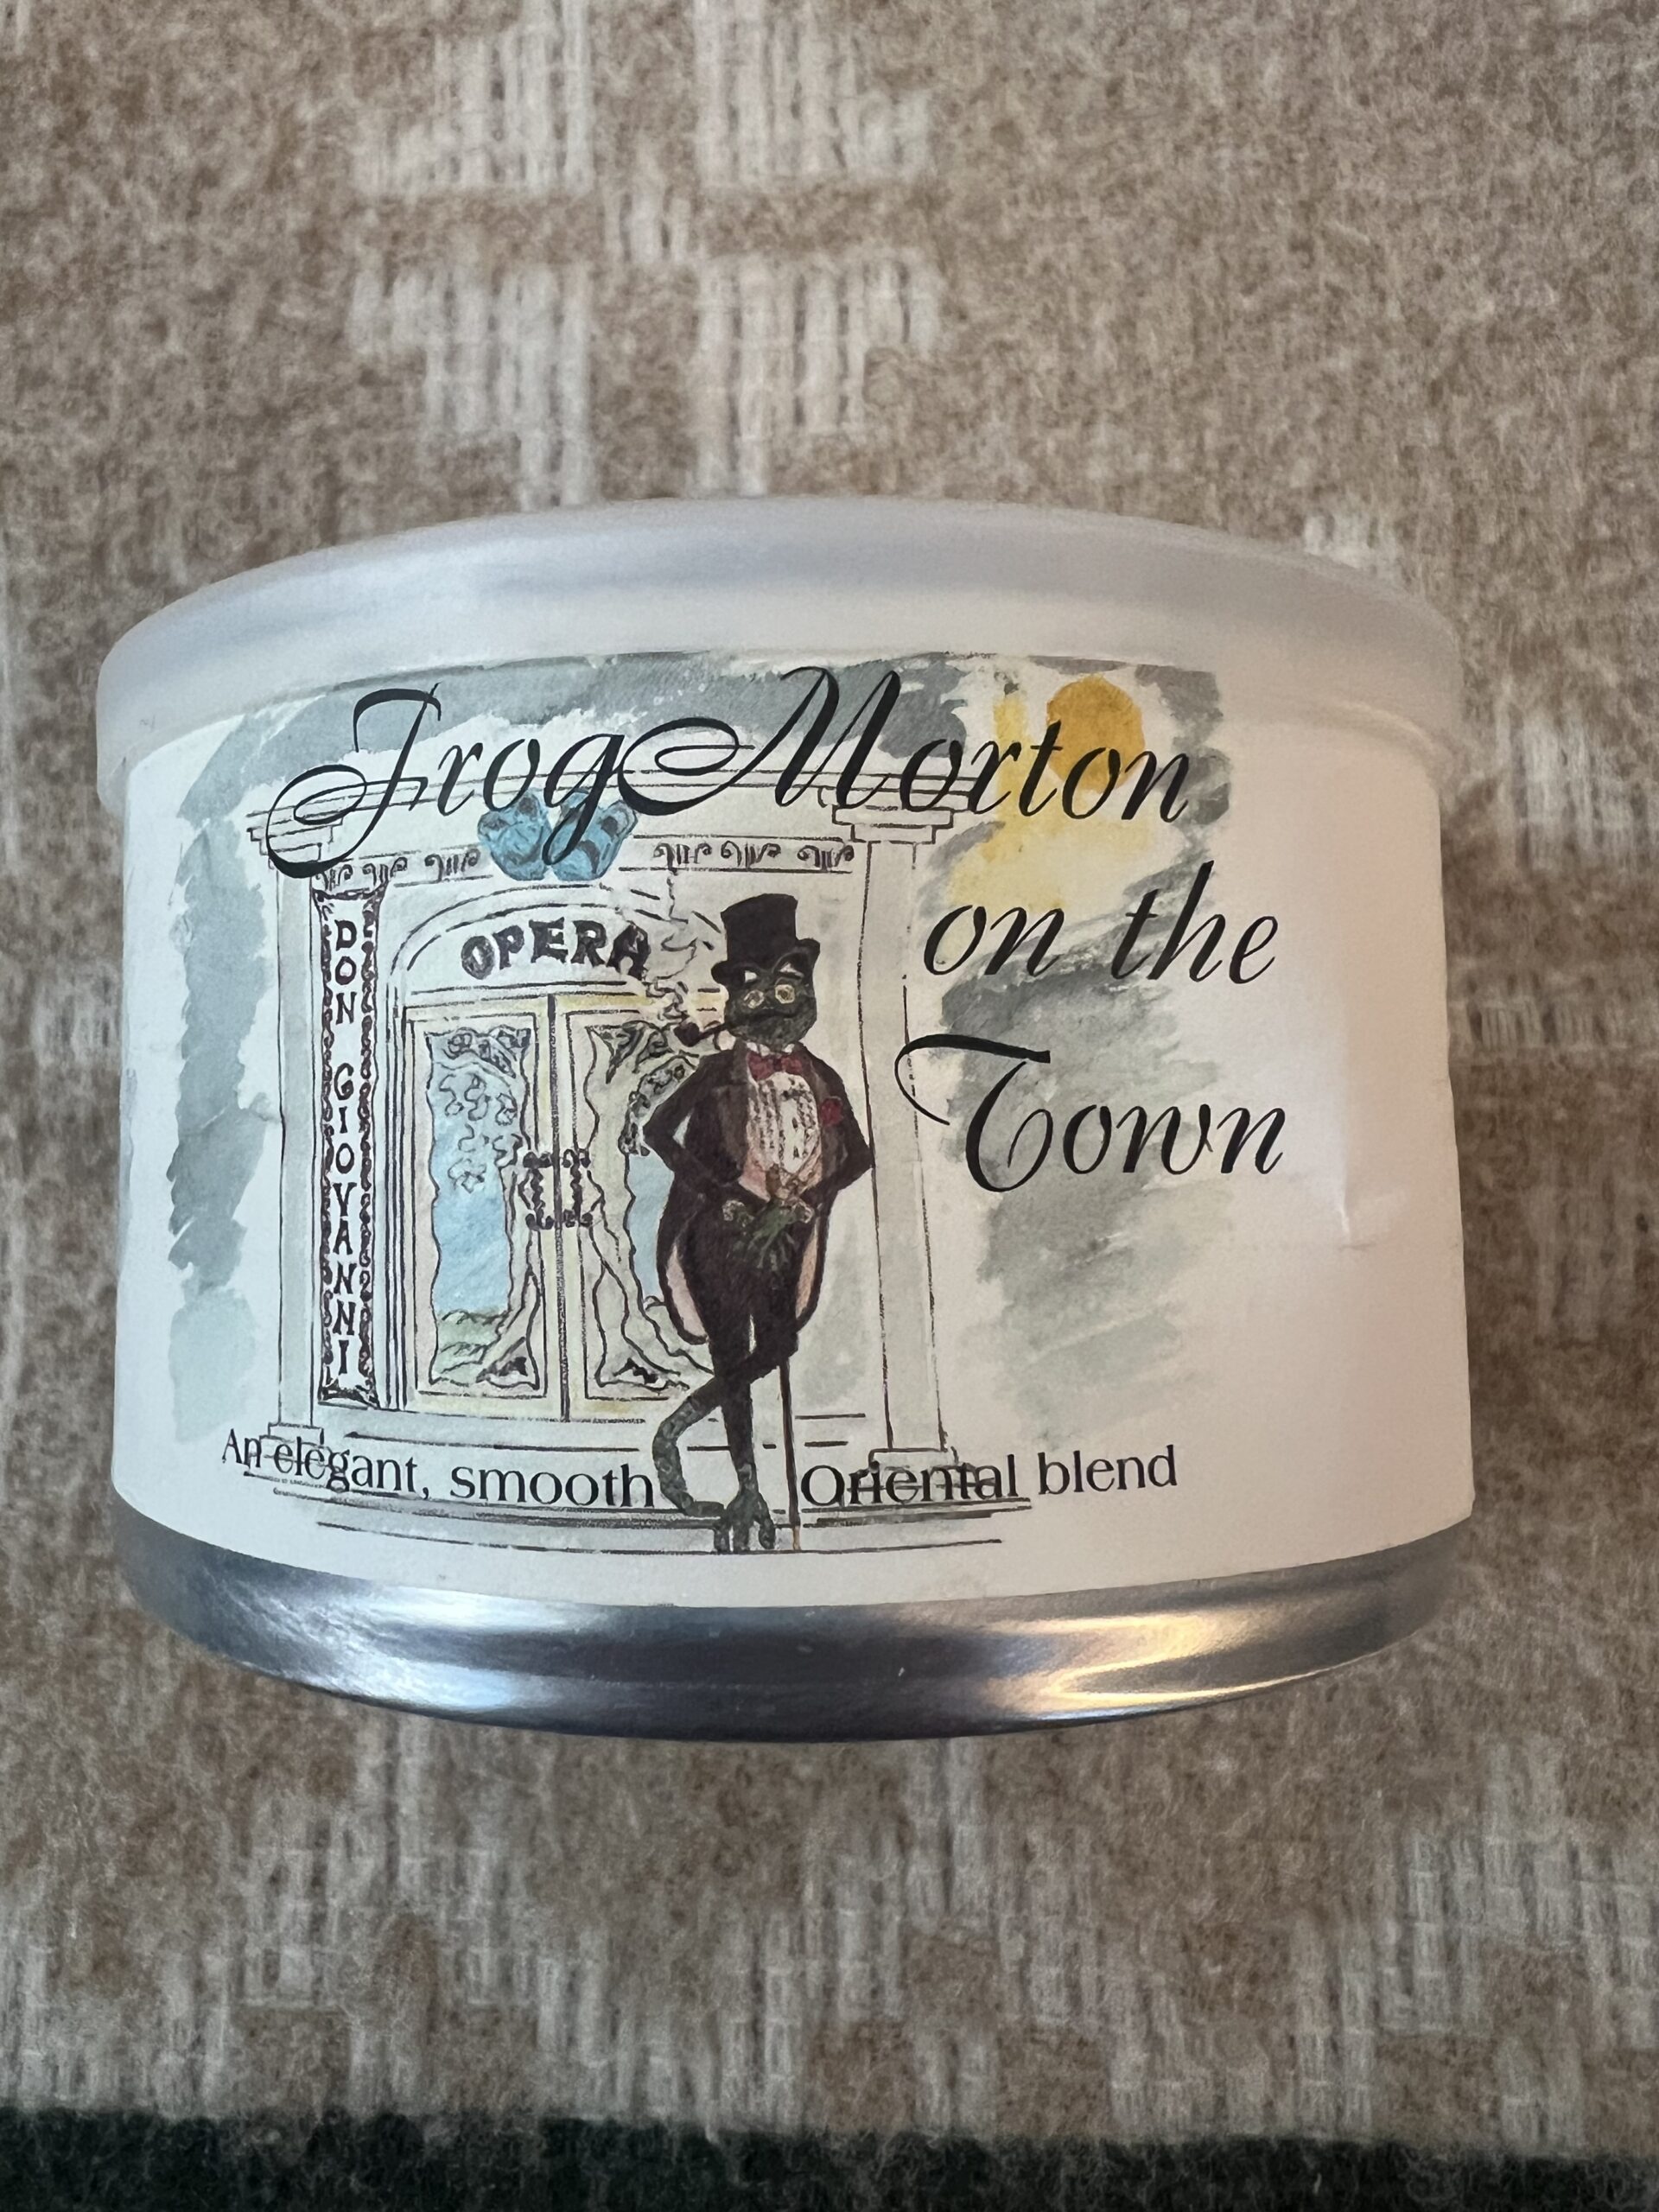 FrogMorton
on the
Town
OPERA
DON GIOVANNI
An elegant, smooth Oriental blend